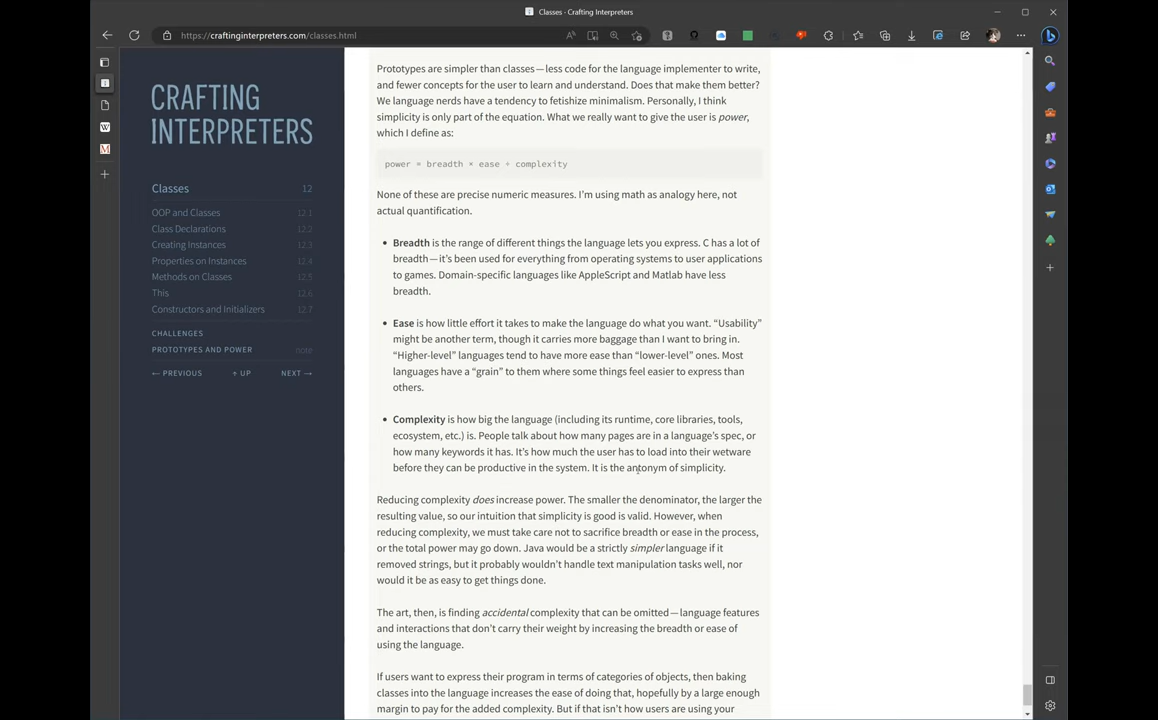 Classes · Crafting Interpreters
https://craftinginterpreters.com/classes.html
CRAFTING
INTERPRETERS
Classes 12
OOP and Classes 12.1
Class Declarations 12.2
Creating Instances 12.3
Properties on Instances 12.4
Methods on Classes 12.5
This 12.6
Constructors and Initializers 12.7
CHALLENGES
PROTOTYPES AND POWER note
← PREVIOUS ↑ UP NEXT →
Prototypes are simpler than classes—less code for the language implementer to write,
and fewer concepts for the user to learn and understand. Does that make them better?
We language nerds have a tendency to fetishize minimalism. Personally, I think
simplicity is only part of the equation. What we really want to give the user is power,
which I define as:
power = breadth × ease ÷ complexity
None of these are precise numeric measures. I'm using math as analogy here, not
actual quantification.
• Breadth is the range of different things the language lets you express. C has a lot of
breadth—it's been used for everything from operating systems to user applications
to games. Domain-specific languages like AppleScript and Matlab have less
breadth.
• Ease is how little effort it takes to make the language do what you want. “Usability”
might be another term, though it carries more baggage than I want to bring in.
“Higher-level” languages tend to have more ease than “lower-level” ones. Most
languages have a “grain” to them where some things feel easier to express than
others.
• Complexity is how big the language (including its runtime, core libraries, tools,
ecosystem, etc.) is. People talk about how many pages are in a language's spec, or
how many keywords it has. It's how much the user has to load into their wetware
before they can be productive in the system. It is the antonym of simplicity.
Reducing complexity does increase power. The smaller the denominator, the larger the
resulting value, so our intuition that simplicity is good is valid. However, when
reducing complexity, we must take care not to sacrifice breadth or ease in the process,
or the total power may go down. Java would be a strictly simpler language if it
removed strings, but it probably wouldn't handle text manipulation tasks well, nor
would it be as easy to get things done.
The art, then, is finding accidental complexity that can be omitted—language features
and interactions that don't carry their weight by increasing the breadth or ease of
using the language.
If users want to express their program in terms of categories of objects, then baking
classes into the language increases the ease of doing that, hopefully by a large enough
margin to pay for the added complexity. But if that isn't how users are using your